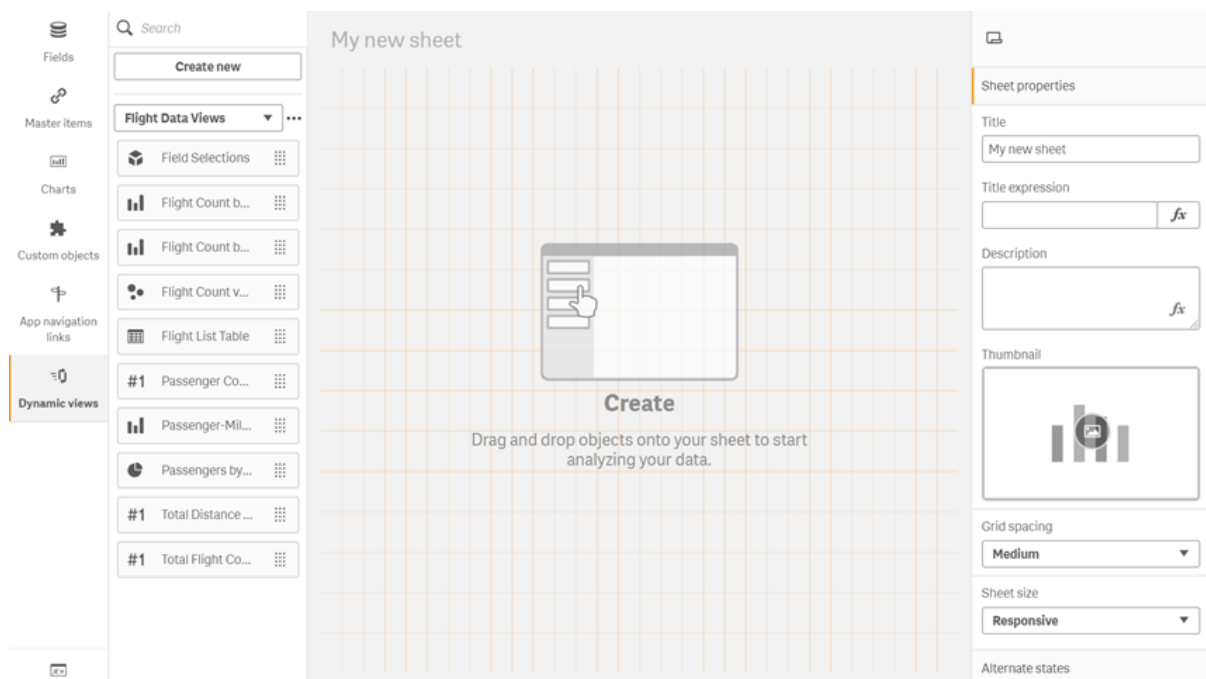 Fields
Master items
Charts
Custom objects
App navigation
links
Dynamic views
Search
Create new
Flight Data Views
Field Selections
Flight Count b...
Flight Count b...
Flight Count v...
Flight List Table
#1 Passenger Co...
Passenger-Mil...
Passengers by...
#1 Total Distance ...
#1 Total Flight Co...
My new sheet
Create
Drag and drop objects onto your sheet to start
analyzing your data.
Sheet properties
Title
My new sheet
Title expression
fx
Description
fx
Thumbnail
Grid spacing
Medium
Sheet size
Responsive
Alternate states